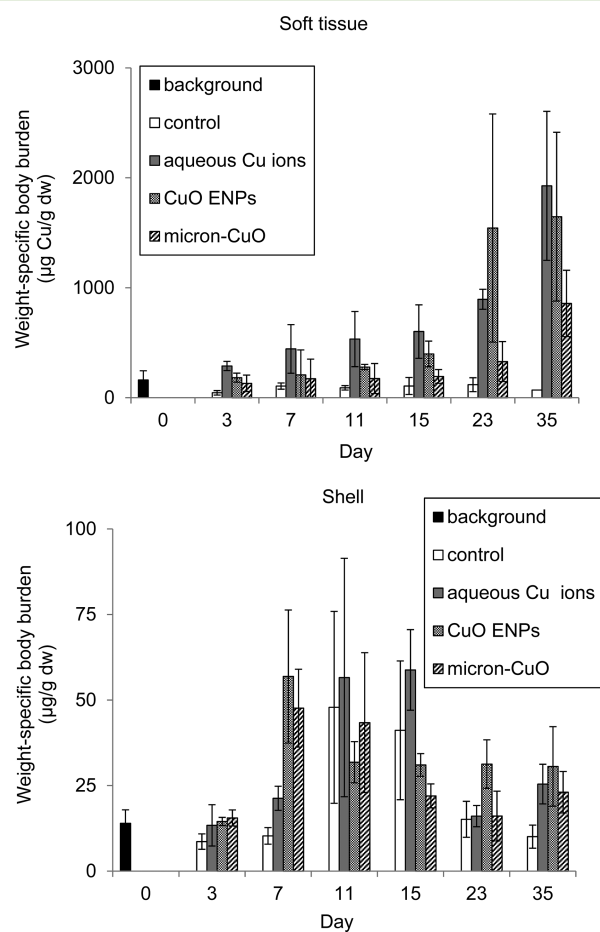 Soft tissue
Weight-specific body burden
(µg Cu/g dw)
3000
2000
1000
0
background
control
aqueous Cu ions
CuO ENPs
micron-CuO
0 3 7 11 15 23 35
Day
Shell
Weight-specific body burden
(µg/g dw)
100
75
50
25
0
background
control
aqueous Cu ions
CuO ENPs
micron-CuO
0 3 7 11 15 23 35
Day